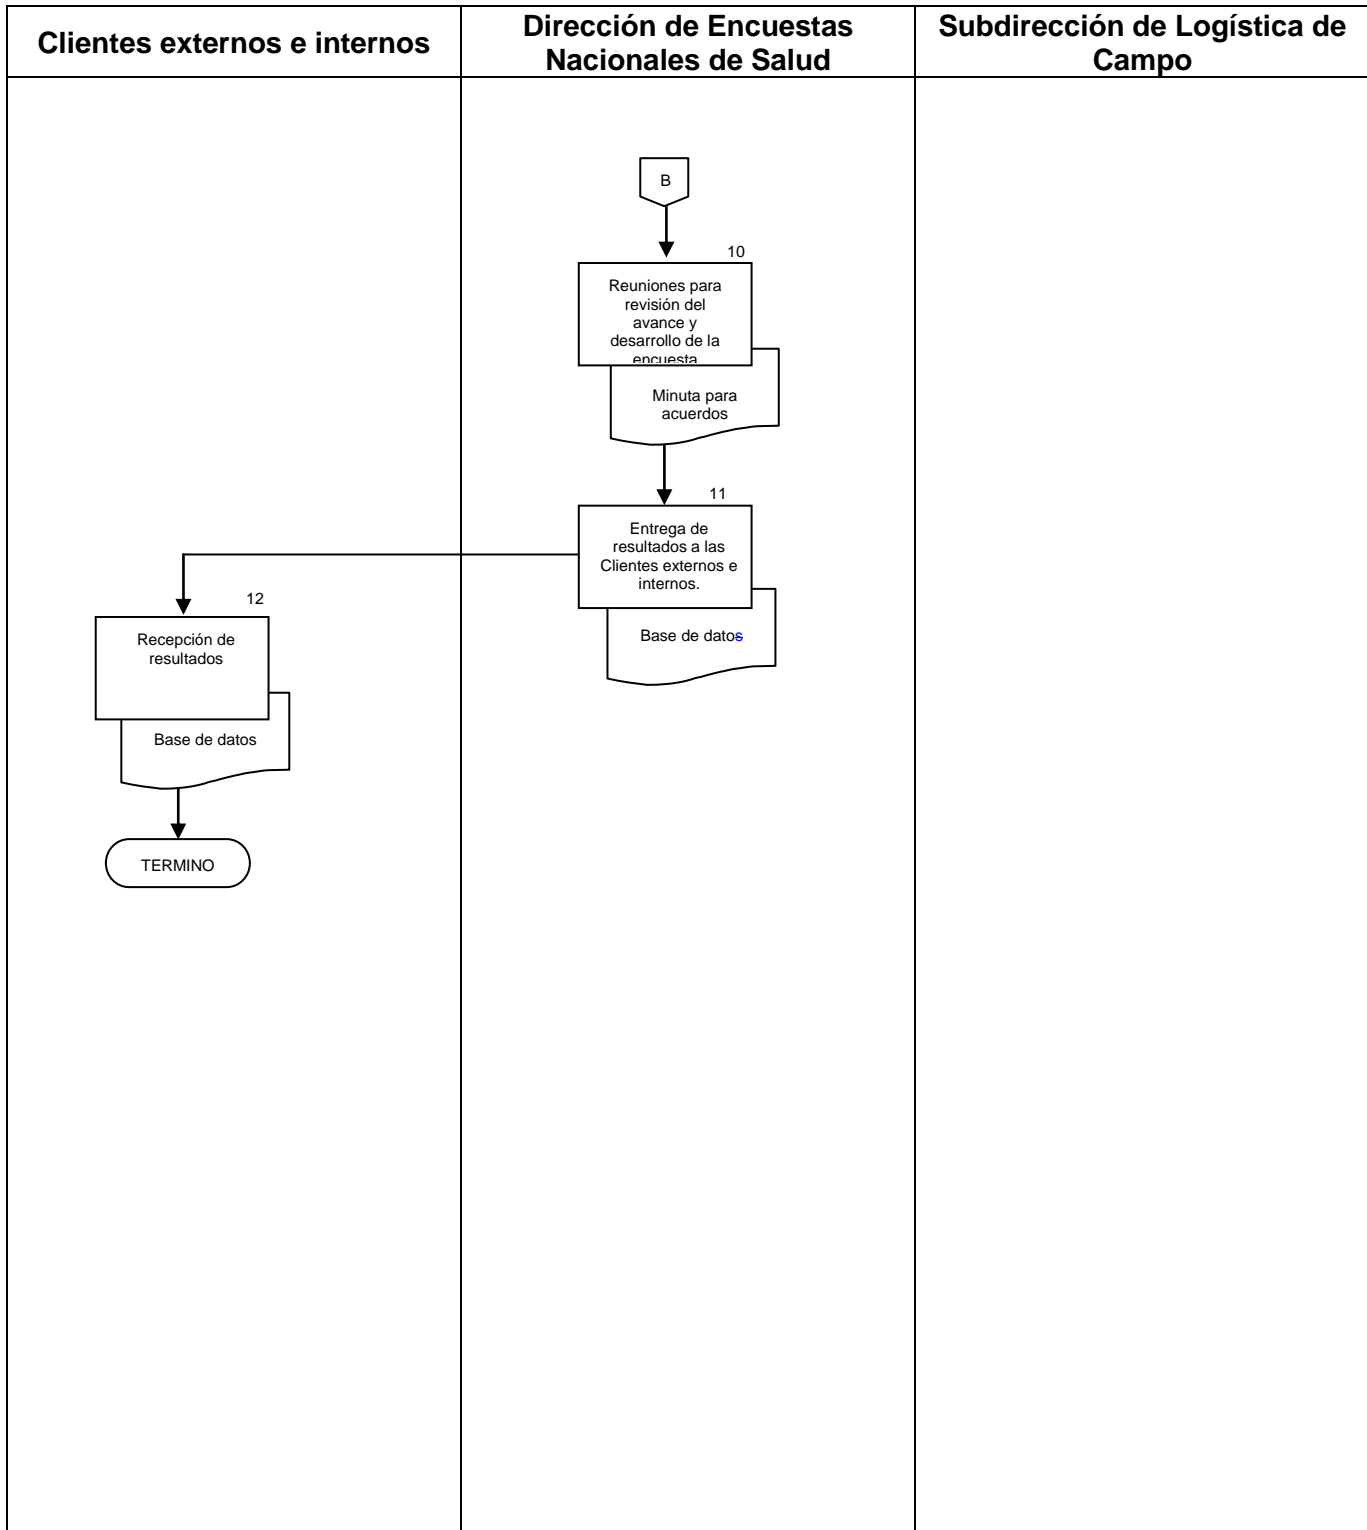 Clientes externos e internos
Dirección de Encuestas
Nacionales de Salud
Subdirección de Logística de
Campo
B
10
Reuniones para
revisión del
avance y
desarrollo de la
encuesta
Minuta para
acuerdos
11
Entrega de
resultados a las
Clientes externos e
internos.
Base de datos
12
Recepción de
resultados
Base de datos
TERMINO